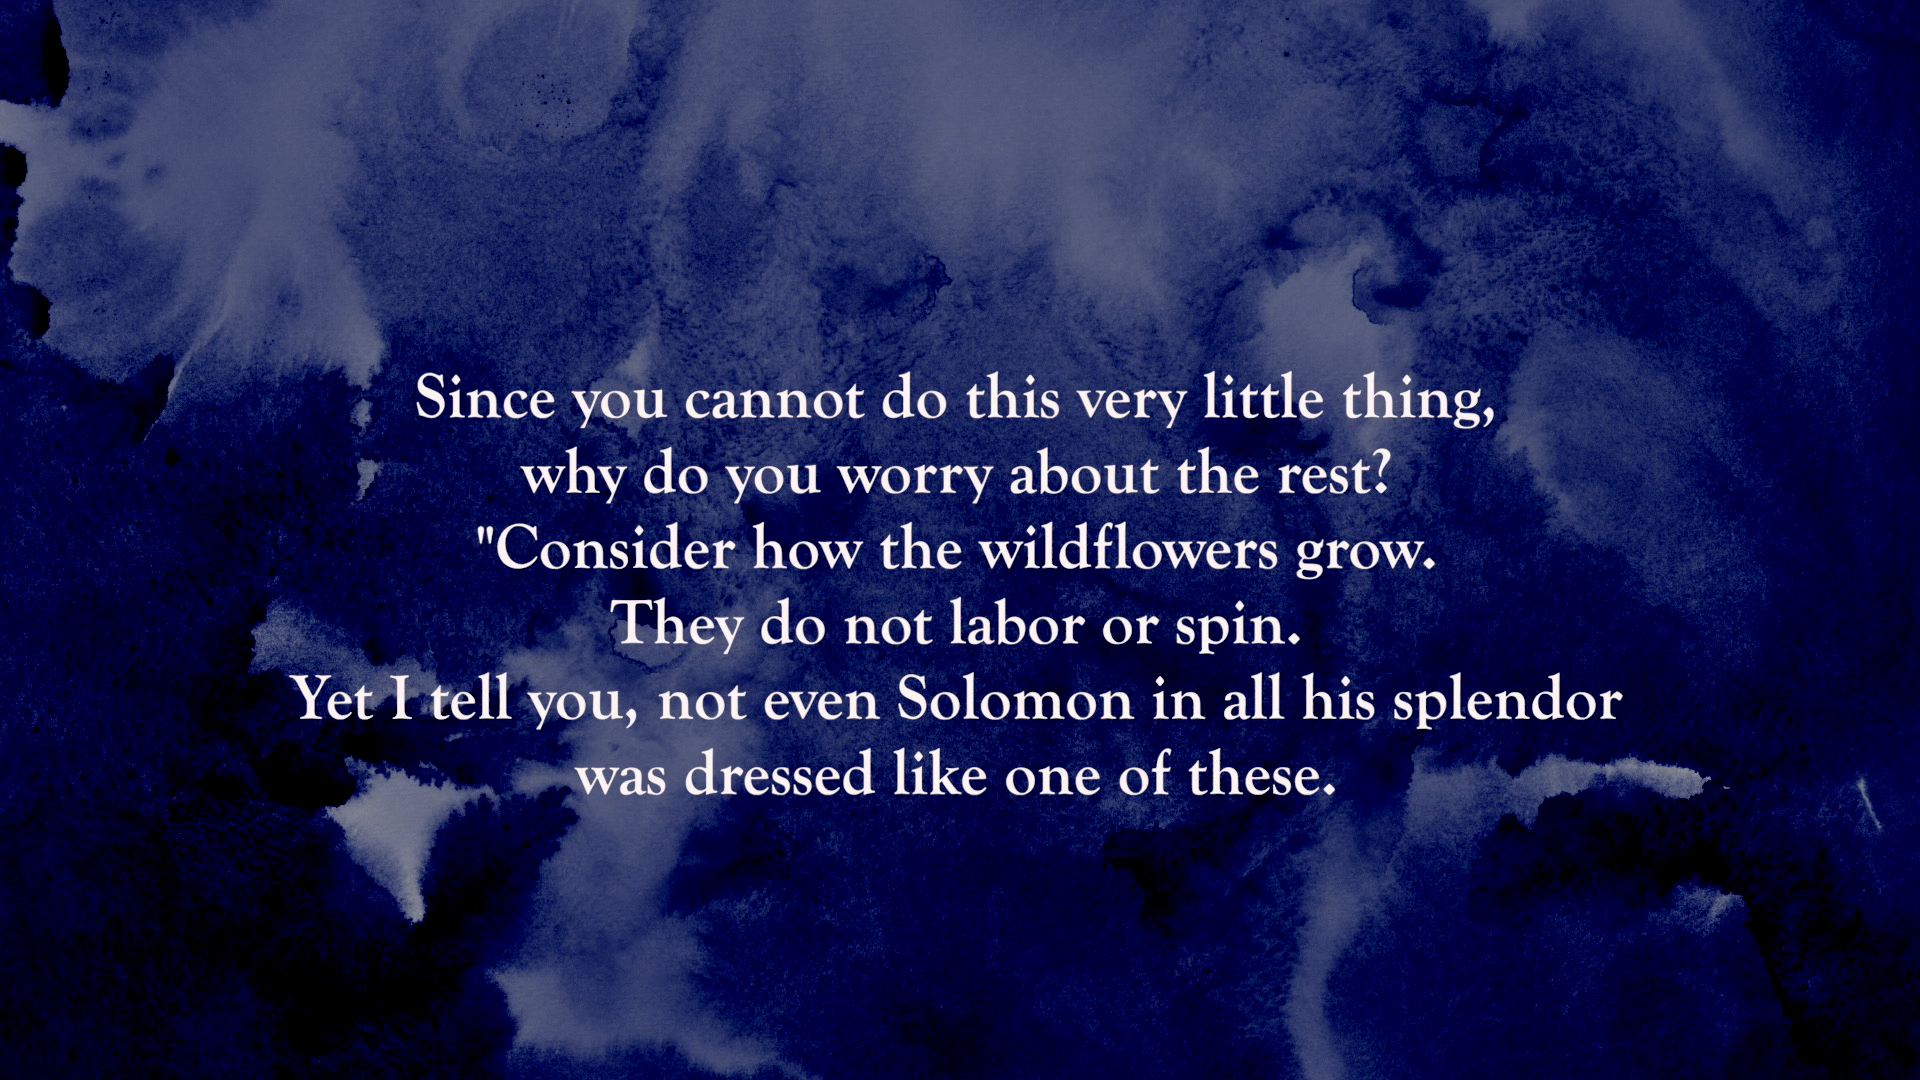 Since you cannot do this very little thing,
why do you worry about the rest?
"Consider how the wildflowers grow.
They do not labor or spin.
Yet I tell you, not even Solomon in all his splendor
was dressed like one of these.